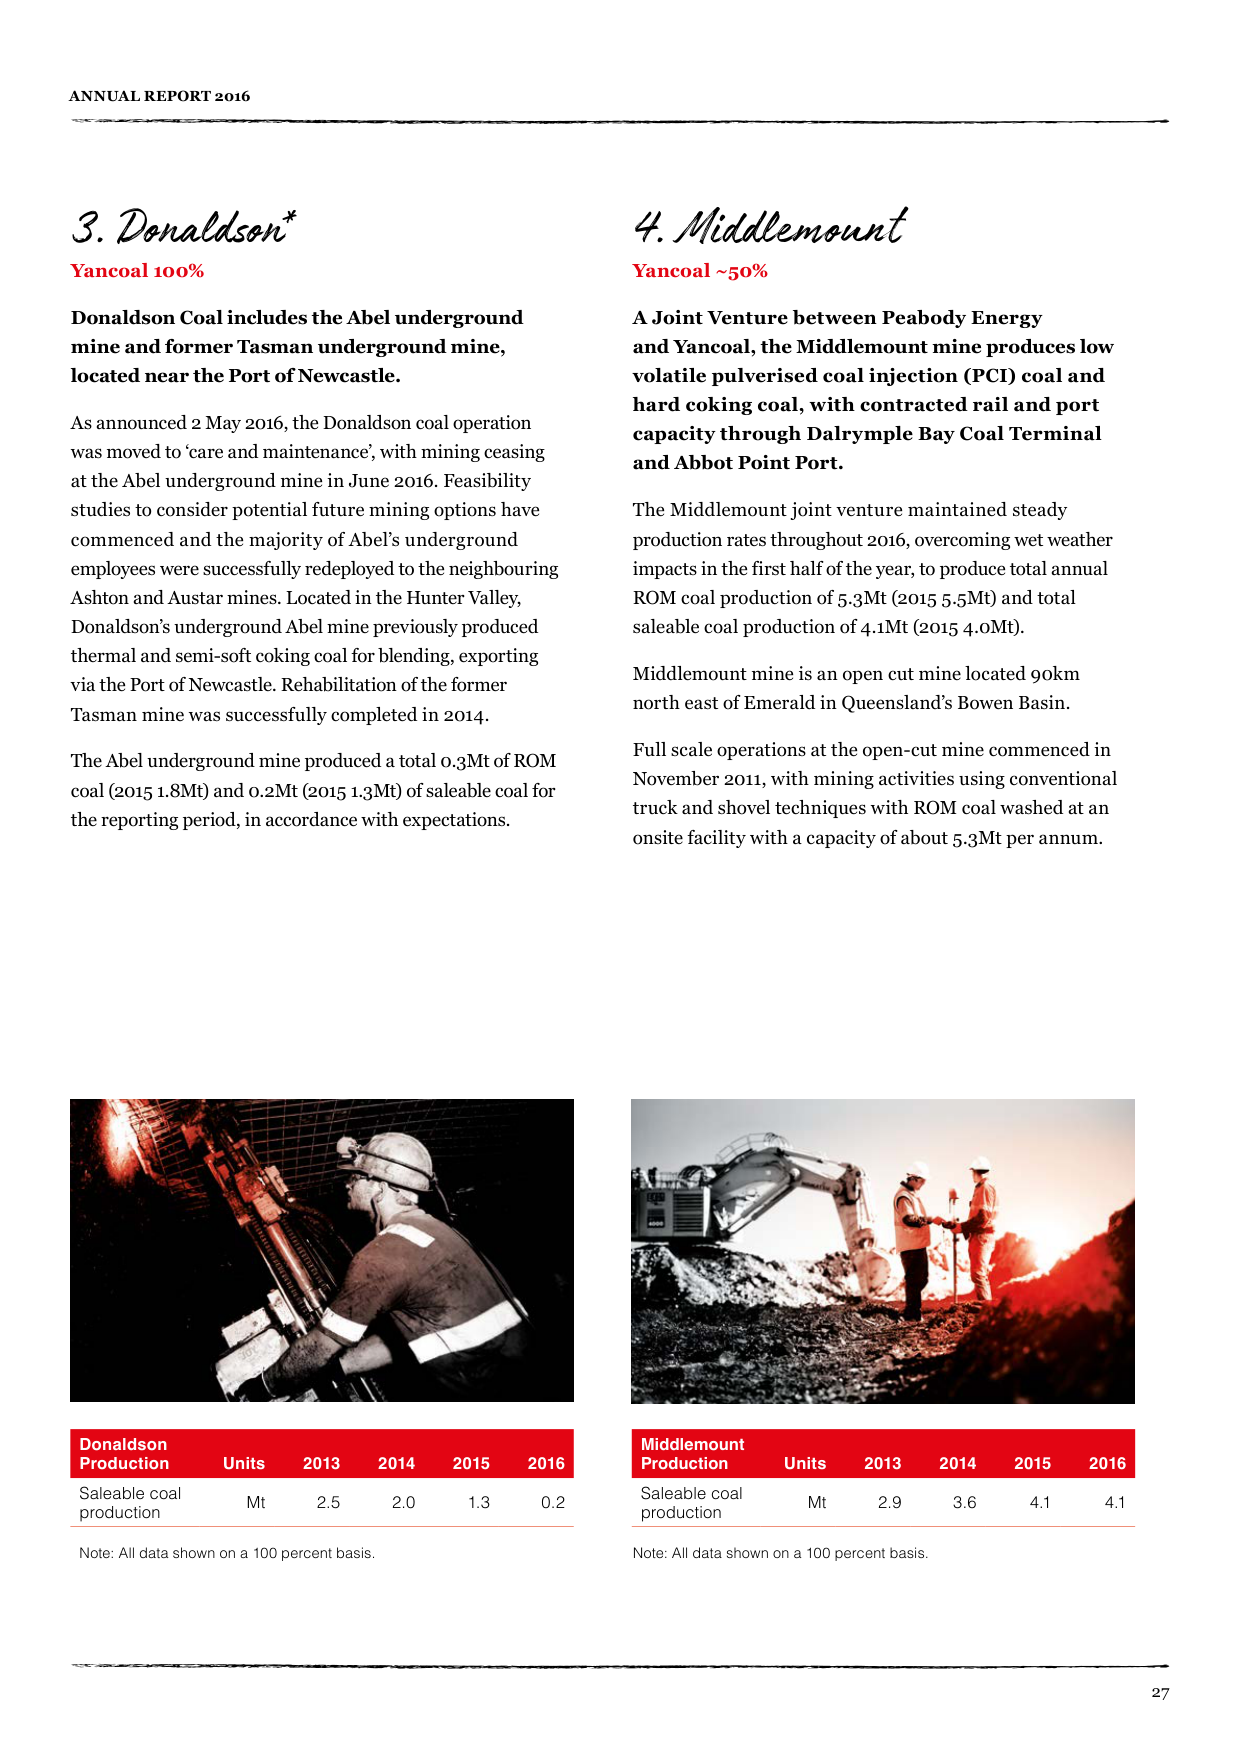 ANNUAL REPORT 2016
3. Donaldson*
Yancoal 100%
Donaldson Coal includes the Abel underground
mine and former Tasman underground mine,
located near the Port of Newcastle.
As announced 2 May 2016, the Donaldson coal operation
was moved to ‘care and maintenance’, with mining ceasing
at the Abel underground mine in June 2016. Feasibility
studies to consider potential future mining options have
commenced and the majority of Abel’s underground
employees were successfully redeployed to the neighbouring
Ashton and Austar mines. Located in the Hunter Valley,
Donaldson’s underground Abel mine previously produced
thermal and semi-soft coking coal for blending, exporting
via the Port of Newcastle. Rehabilitation of the former
Tasman mine was successfully completed in 2014.
The Abel underground mine produced a total 0.3Mt of ROM
coal (2015 1.8Mt) and 0.2Mt (2015 1.3Mt) of saleable coal for
the reporting period, in accordance with expectations.
4. Middlemount
Yancoal ~50%
A Joint Venture between Peabody Energy
and Yancoal, the Middlemount mine produces low
volatile pulverised coal injection (PCI) coal and
hard coking coal, with contracted rail and port
capacity through Dalrymple Bay Coal Terminal
and Abbot Point Port.
The Middlemount joint venture maintained steady
production rates throughout 2016, overcoming wet weather
impacts in the first half of the year, to produce total annual
ROM coal production of 5.3Mt (2015 5.5Mt) and total
saleable coal production of 4.1Mt (2015 4.0Mt).
Middlemount mine is an open cut mine located 90km
north east of Emerald in Queensland’s Bowen Basin.
Full scale operations at the open-cut mine commenced in
November 2011, with mining activities using conventional
truck and shovel techniques with ROM coal washed at an
onsite facility with a capacity of about 5.3Mt per annum.
Donaldson
Production Units 2013 2014 2015 2016
Saleable coal
production Mt 2.5 2.0 1.3 0.2
Note: All data shown on a 100 percent basis.
Middlemount
Production Units 2013 2014 2015 2016
Saleable coal
production Mt 2.9 3.6 4.1 4.1
Note: All data shown on a 100 percent basis.
27